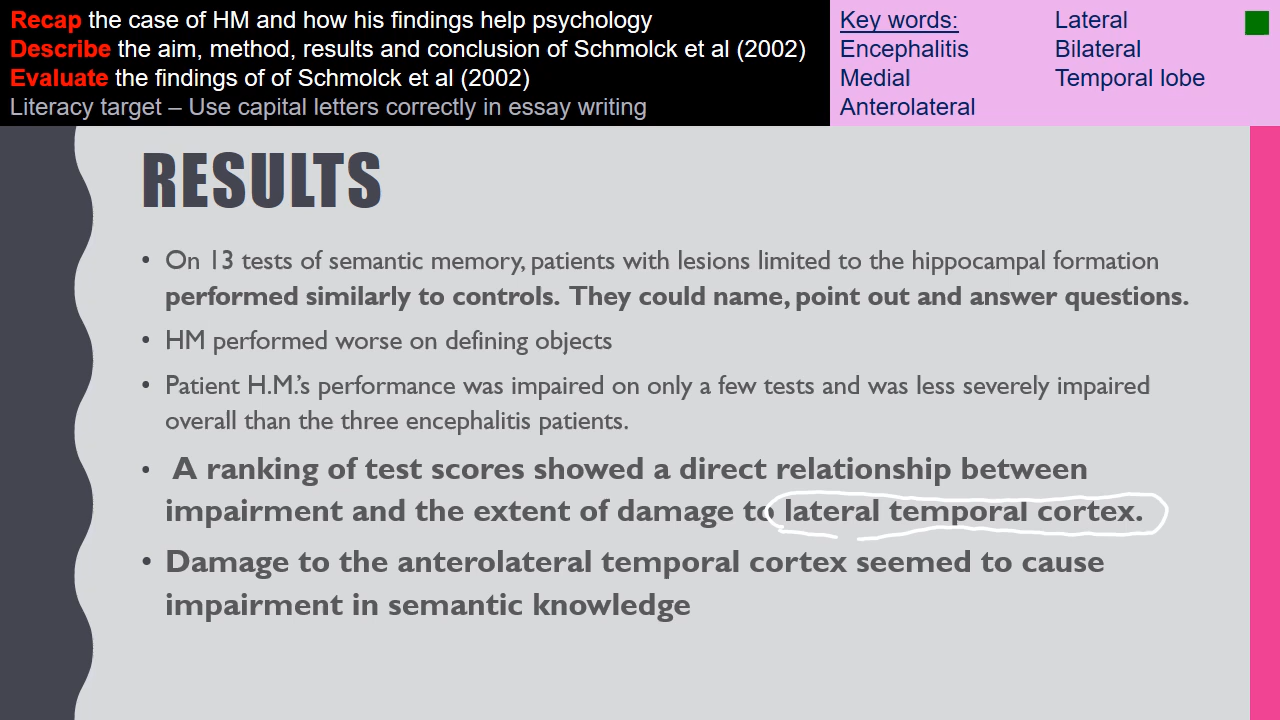 Recap the case of HM and how his findings help psychology
Describe the aim, method, results and conclusion of Schmolck et al (2002)
Evaluate the findings of of Schmolck et al (2002)
Literacy target – Use capital letters correctly in essay writing
Key words:
Encephalitis
Medial
Anterolateral
Lateral
Bilateral
Temporal lobe
RESULTS
• On 13 tests of semantic memory, patients with lesions limited to the hippocampal formation
performed similarly to controls. They could name, point out and answer questions.
• HM performed worse on defining objects
• Patient H.M.'s performance was impaired on only a few tests and was less severely impaired
overall than the three encephalitis patients.
• A ranking of test scores showed a direct relationship between
impairment and the extent of damage to lateral temporal cortex.
• Damage to the anterolateral temporal cortex seemed to cause
impairment in semantic knowledge